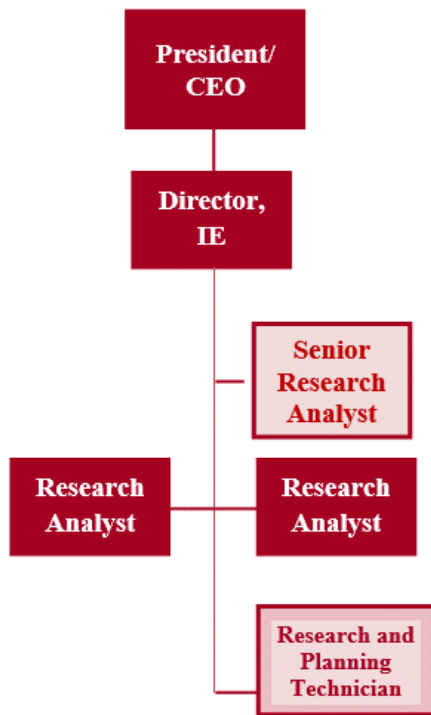 President/
CEO
Director,
IE
Senior
Research
Analyst
Research
Analyst
Research
Analyst
Research and
Planning
Technician